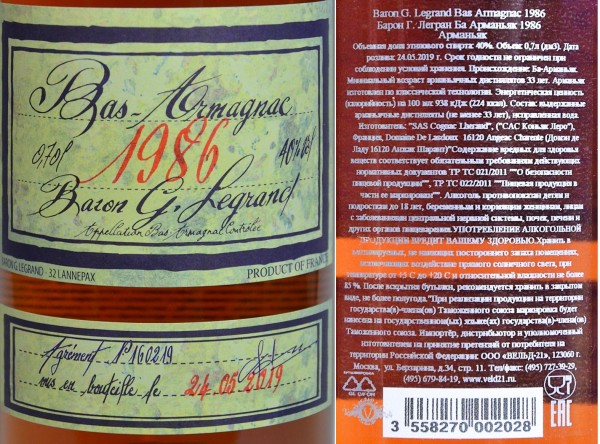 Bas-Armagnac
1986
0,70l
40% vol
Baron G. Legrand
Appellation Bas Armagnac Contrôlée
BARON G. LEGRAND - 32 LANNEPAX
PRODUCT OF FRANCE
Agrément N°160219
mis en bouteille le 24.05.2019
Baron G. Legrand Bas Armagnac 1986
Барон Г. Легран Ба Арманьяк 1986
Арманьяк
Объемная доля этилового спирта: 40%. Объем: 0,7л (дм3). Дата
розлива: 24.05.2019 г. Срок годности не ограничен при
соблюдении условий хранения. Происхождение: Ба-Арманьяк.
Минимальный возраст арманьячных дистиллятов 33 лет. Арманьяк
изготовлен по классической технологии. Энергетическая ценность
(калорийность) на 100 мл: 938 кДж (224 ккал). Состав: выдержанные
арманьячные дистилляты (не менее 33 лет), исправленная вода.
Изготовитель: "SAS Cognac Lheraud", ("САС Коньяк Леро"),
Франция, Domaine De Lasdoux 16120 Angeac Charente (Домен де
Ладу 16120 Анжак Шарант)"Содержание вредных для здоровья
веществ соответствует обязательным требованиям действующих
нормативных документов ТР ТС 021/2011 ""О безопасности
пищевой продукции"", ТР ТС 022/2011 ""Пищевая продукция в
части ее маркировки"". Алкоголь противопоказан детям и
подросткам до 18 лет, беременным и кормящим женщинам, лицам
с заболеваниями центральной нервной системы, почек, печени и
других органов пищеварения.УПОТРЕБЛЕНИЕ АЛКОГОЛЬНОЙ
ПРОДУКЦИИ ВРЕДИТ ВАШЕМУ ЗДОРОВЬЮ.Хранить в
вентилируемых, не имеющих постороннего запаха помещениях,
исключающих воздействие прямого солнечного света, при
температуре от +5 С до +20 С и относительной влажности не более
85 %. После вскрытия бутылки, рекомендуется хранить в закрытом
виде, не более полугода."При реализации продукции на территории
государства(в)-члена(ов) Таможенного союза маркировка будет
нанесена на государственном(ых) языке(ах) государства(в)-члена(ов)
Таможенного союза. Импортёр, дистрибьютор и уполномоченный
изготовителем на принятие претензий от потребителя на
территории Российской Федерации: ООО «ВЕЛЬД-21», 123060 г.
Москва, ул. Берзарина, д.34, стр. 11. Тел/факс: (495) 727-39-29,
(495) 679-84-19, www.veld21.ru.
EAC
3 558270 002028